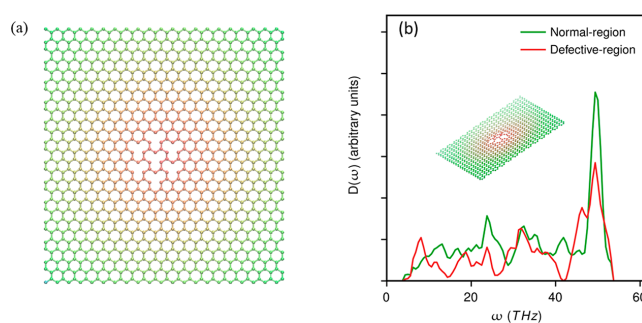 (a)
(b)
Normal-region
Defective-region
D(ω) (arbitrary units)
0 20 40 60
ω (THz)